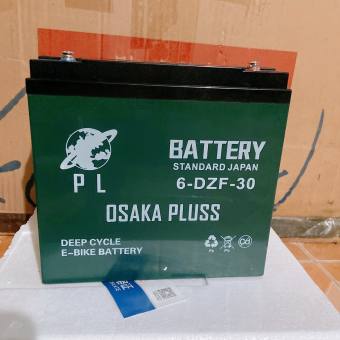 BATTERY
STANDARD JAPAN
6-DZF-30
PL
OSAKA PLUSS
DEEP CYCLE
E-BIKE BATTERY